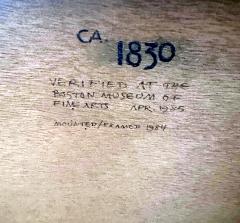 CA.
1830
VERIFIED AT THE
BOSTON MUSEUM OF
FINE ARTS APR. 1985
MOUNTED/FRAMED 1984